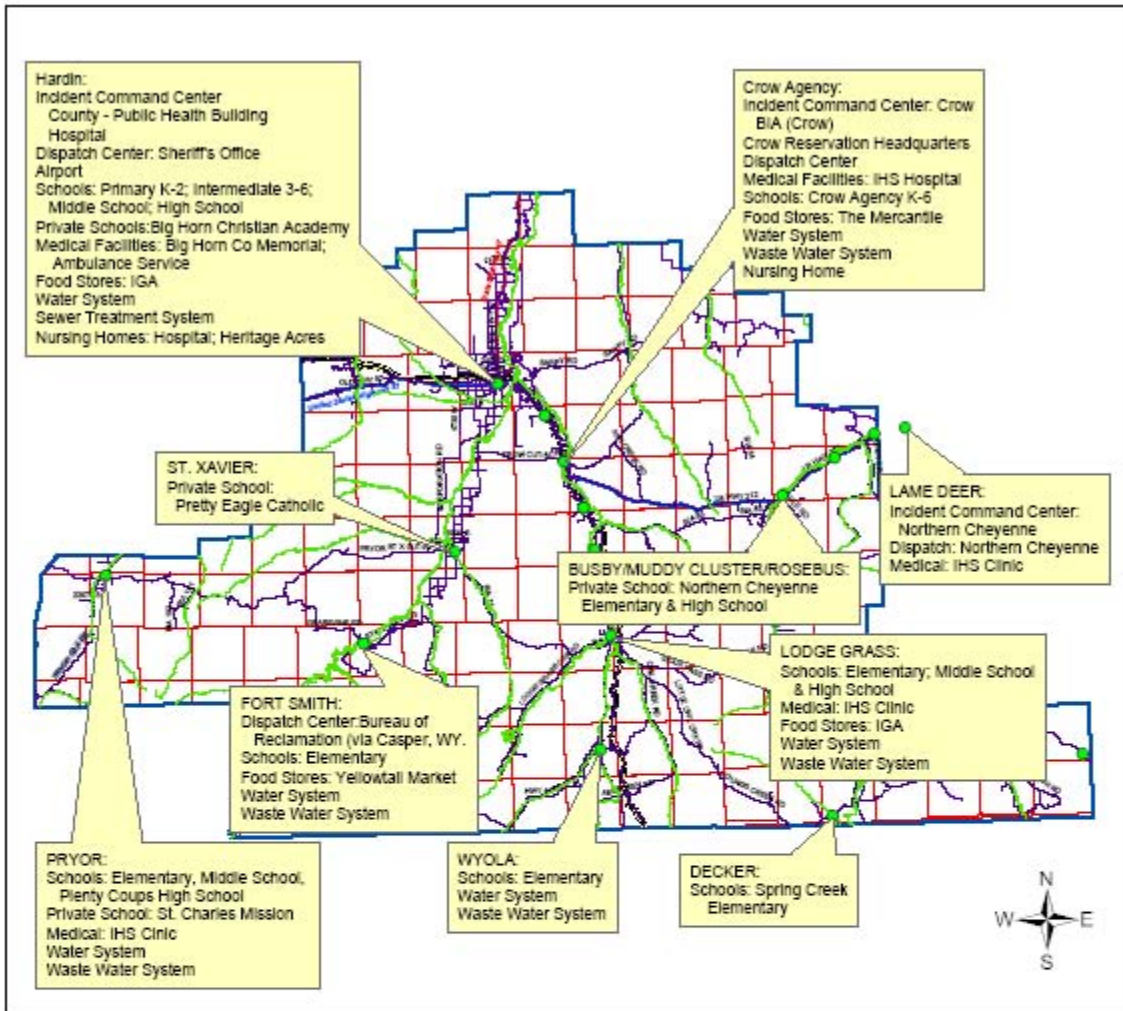 Hardin:
Incident Command Center
County - Public Health Building
Hospital
Dispatch Center: Sheriff's Office
Airport
Schools: Primary K-2; Intermediate 3-6;
Middle School; High School
Private Schools:Big Horn Christian Academy
Medical Facilities: Big Horn Co Memorial;
Ambulance Service
Food Stores: IGA
Water System
Sewer Treatment System
Nursing Homes: Hospital; Heritage Acres
Crow Agency:
Incident Command Center: Crow
BIA (Crow)
Crow Reservation Headquarters
Dispatch Center
Medical Facilities: IHS Hospital
Schools: Crow Agency K-6
Food Stores: The Mercantile
Water System
Waste Water System
Nursing Home
ST. XAVIER:
Private School:
Pretty Eagle Catholic
LAME DEER:
Incident Command Center:
Northern Cheyenne
Dispatch: Northern Cheyenne
Medical: IHS Clinic
BUSBY/MUDDY CLUSTER/ROSEBUS:
Private School: Northern Cheyenne
Elementary & High School
LODGE GRASS:
Schools: Elementary; Middle School
& High School
Medical: IHS Clinic
Food Stores: IGA
Water System
Waste Water System
FORT SMITH:
Dispatch Center:Bureau of
Reclamation (via Casper, WY.
Schools: Elementary
Food Stores: Yellowtail Market
Water System
Waste Water System
PRYOR:
Schools: Elementary, Middle School,
Plenty Coups High School
Private School: St. Charles Mission
Medical: IHS Clinic
Water System
Waste Water System
WYOLA:
Schools: Elementary
Water System
Waste Water System
DECKER:
Schools: Spring Creek
Elementary
N
W E
S